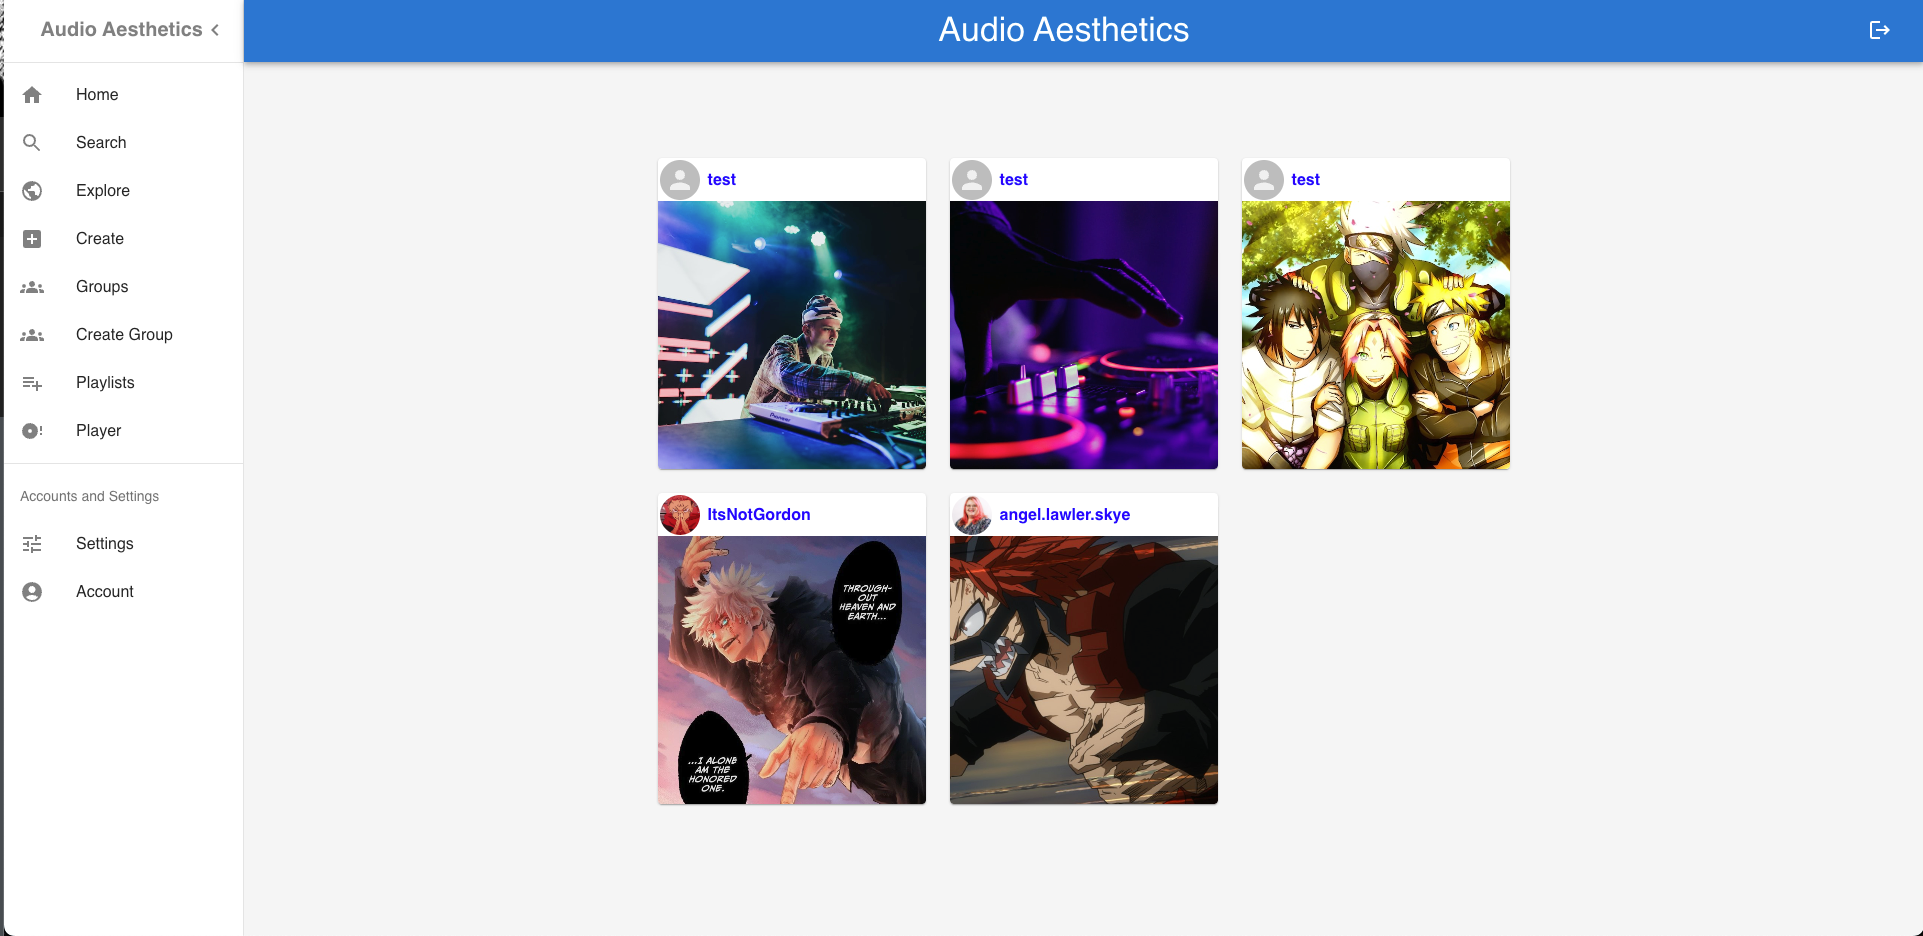 Audio Aesthetics
Audio Aesthetics
Home
Search
Explore
Create
Groups
Create Group
Playlists
Player
Accounts and Settings
Settings
Account
test
test
test
ItsNotGordon
angel.lawler.skye
THROUGH-
OUT
HEAVEN AND
EARTH...
...I ALONE
AM THE
HONORED
ONE.